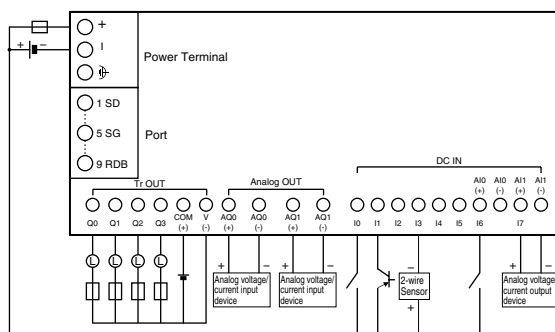 +
+ −
I
Power Terminal
1 SD
5 SG
Port
9 RDB
DC IN
Tr OUT
Analog OUT
AI0 AI0 AI1 AI1
(+) (-) (+) (-)
Q0 Q1 Q2 Q3 COM V AQ0 AQ0 AQ1 AQ1 I0 I1 I2 I3 I4 I5 I6 I7
(+) (-) (+) (-) (+) (-)
L L L L
+ − + − − + −
Analog voltage/ Analog voltage/ 2-wire Analog voltage/
current input current input Sensor current output
device device device
+